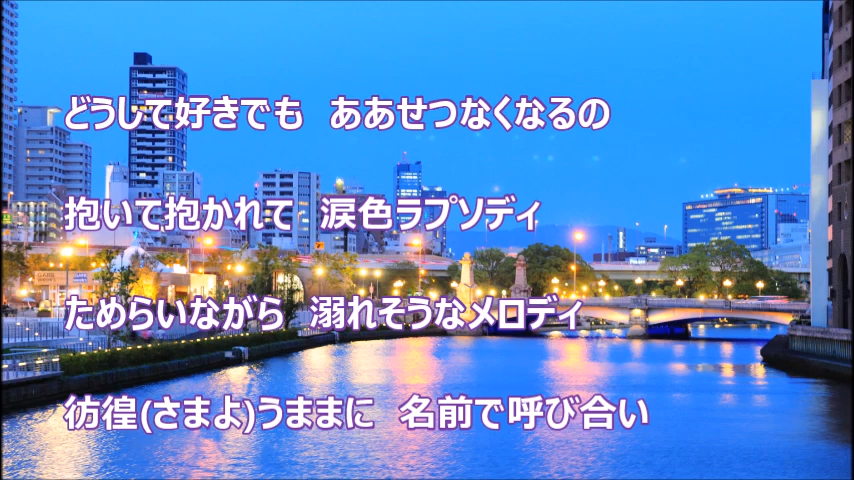 どうして好きでも　ああせつなくなるの
抱いて抱かれて　涙色ラプソディ
ためらいながら　溺れそうなメロディ
彷徨(さまよ)うままに　名前で呼び合い
GARB